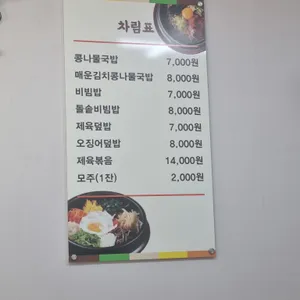 차림표
콩나물국밥 7,000원
매운김치콩나물국밥 8,000원
비빔밥 7,000원
돌솥비빔밥 8,000원
제육덮밥 7,000원
오징어덮밥 8,000원
제육볶음 14,000원
모주(1잔) 2,000원